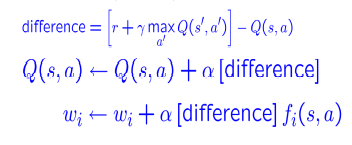 difference = [r + γ max_{a'} Q(s', a')] − Q(s, a)
Q(s, a) ← Q(s, a) + α [difference]
w_i ← w_i + α [difference] f_i(s, a)